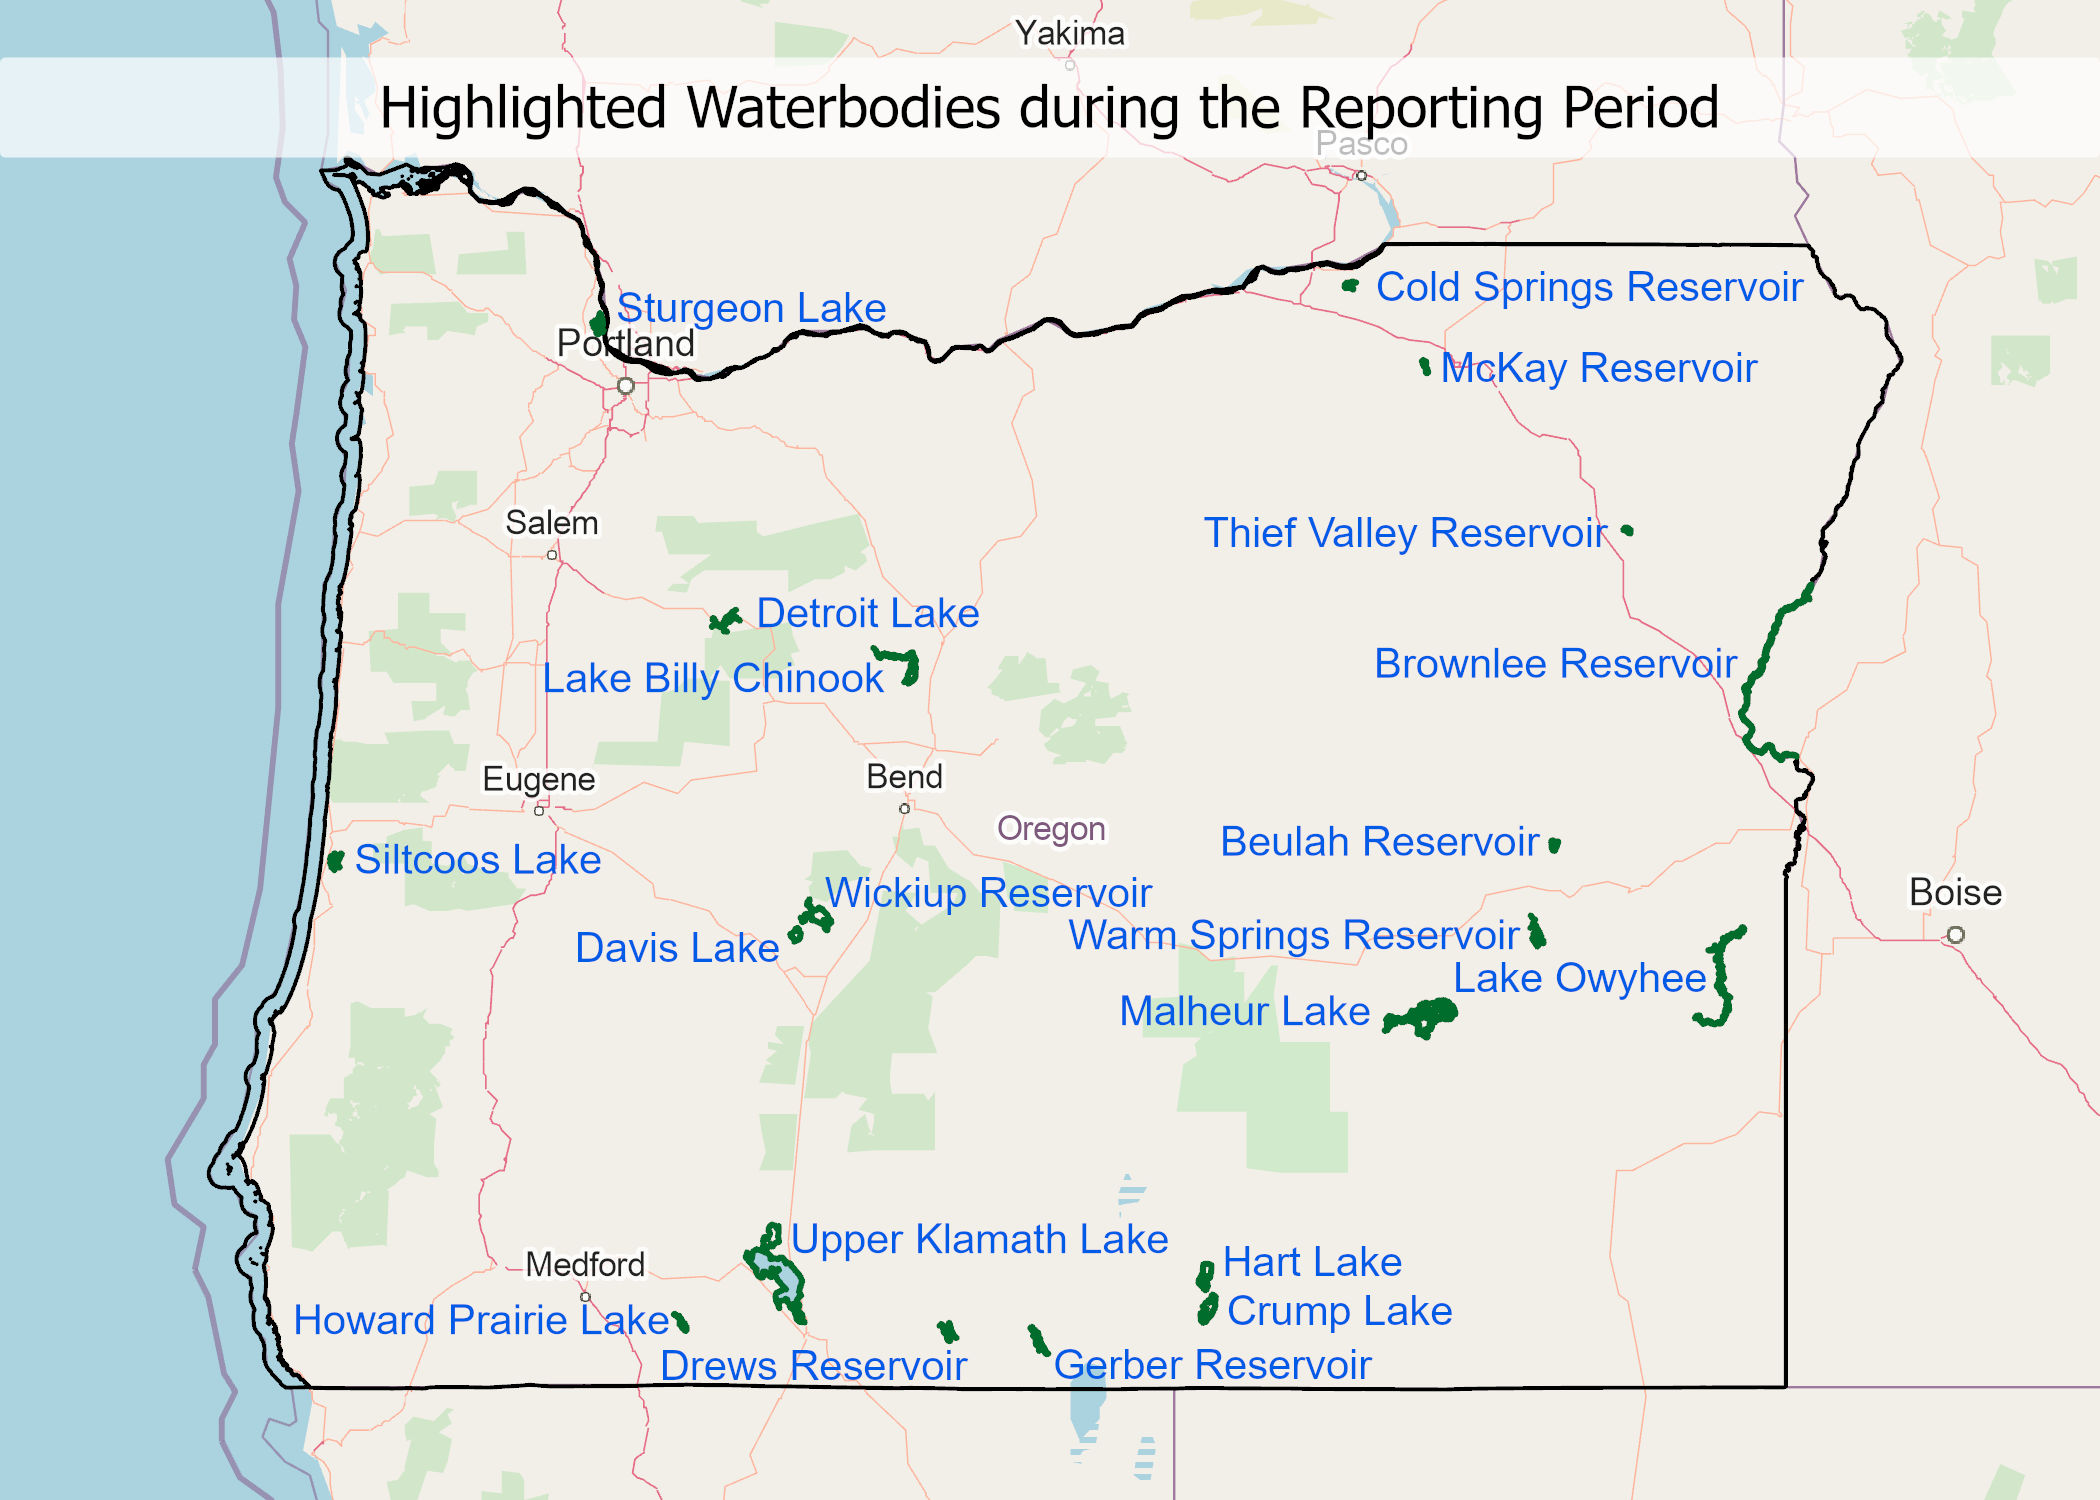 Yakima
Highlighted Waterbodies during the Reporting Period
Pasco
Cold Springs Reservoir
Sturgeon Lake
Portland
McKay Reservoir
Salem
Thief Valley Reservoir
Detroit Lake
Lake Billy Chinook
Brownlee Reservoir
Eugene
Bend
Oregon
Beulah Reservoir
Siltcoos Lake
Wickiup Reservoir
Boise
Davis Lake
Warm Springs Reservoir
Lake Owyhee
Malheur Lake
Upper Klamath Lake
Hart Lake
Medford
Crump Lake
Howard Prairie Lake
Drews Reservoir
Gerber Reservoir